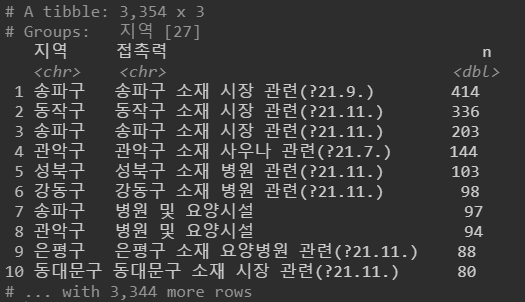 # A tibble: 3,354 x 3
# Groups: 지역 [27]
지역 접촉력 n
<chr> <chr> <dbl>
1 송파구 송파구 소재 시장 관련(?21.9.) 414
2 동작구 동작구 소재 시장 관련(?21.11.) 336
3 송파구 송파구 소재 시장 관련(?21.11.) 203
4 관악구 관악구 소재 사우나 관련(?21.7.) 144
5 성북구 성북구 소재 병원 관련(?21.11.) 103
6 강동구 강동구 소재 병원 관련(?21.11.) 98
7 송파구 병원 및 요양시설 97
8 관악구 병원 및 요양시설 94
9 은평구 은평구 소재 요양병원 관련(?21.11.) 88
10 동대문구 동대문구 소재 시장 관련(?21.11.) 80
# ... with 3,344 more rows